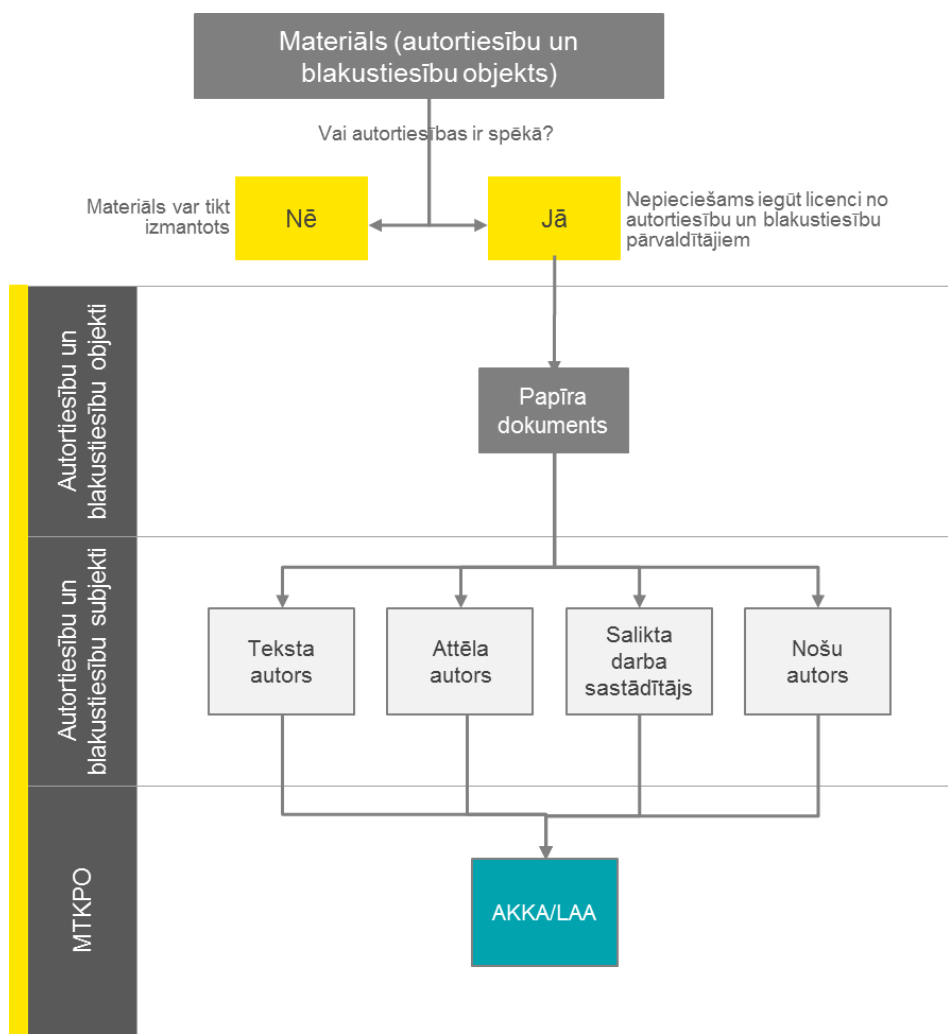 Materiāls (autortiesību un
blakustiesību objekts)
Vai autortiesības ir spēkā?
Materiāls var tikt
izmantots
Nē
Jā
Nepieciešams iegūt licenci no
autortiesību un blakustiesību
pārvaldītājiem
Autortiesību un
blakustiesību objekti
Papīra
dokuments
Autortiesību un
blakustiesību subjekti
Teksta
autors
Attēla
autors
Salikta
darba
sastādītājs
Nošu
autors
MTKPO
AKKA/LAA